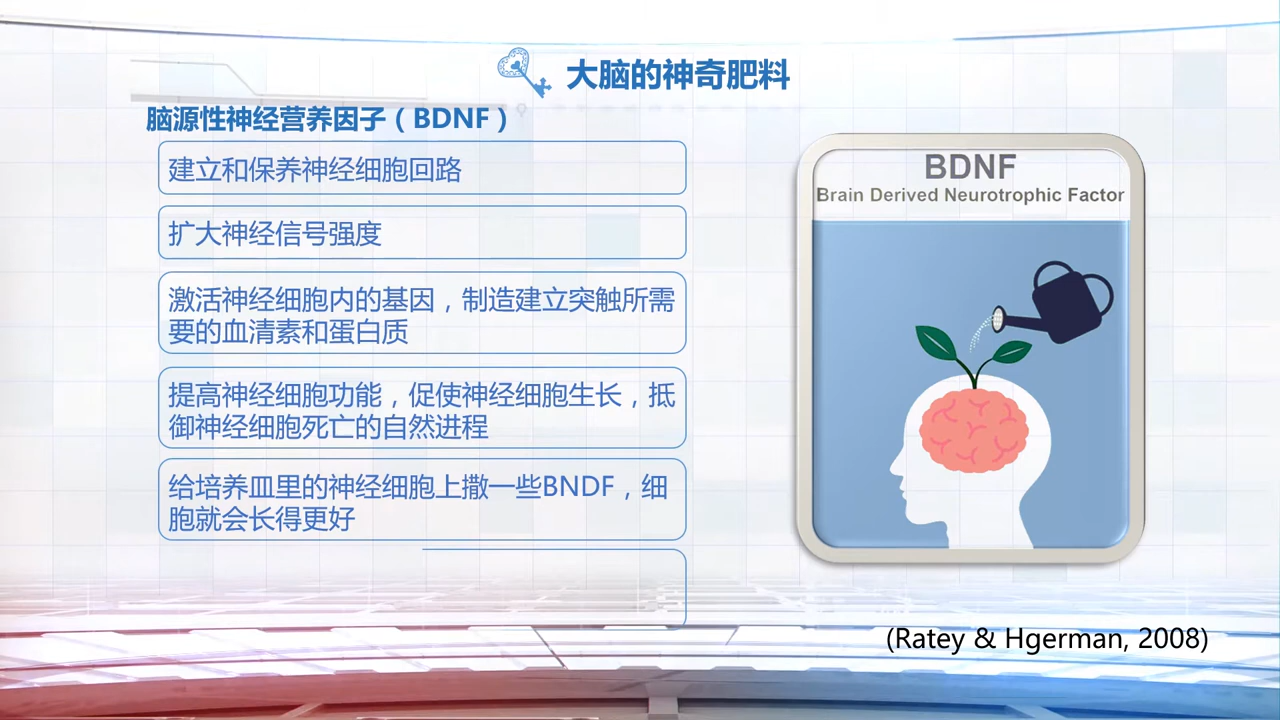 大脑的神奇肥料
脑源性神经营养因子（BDNF）
建立和保养神经细胞回路
扩大神经信号强度
激活神经细胞内的基因，制造建立突触所需
要的血清素和蛋白质
提高神经细胞功能，促使神经细胞生长，抵
御神经细胞死亡的自然进程
给培养皿里的神经细胞上撒一些BNDF，细
胞就会长得更好
BDNF
Brain Derived Neurotrophic Factor
(Ratey & Hgerman, 2008)